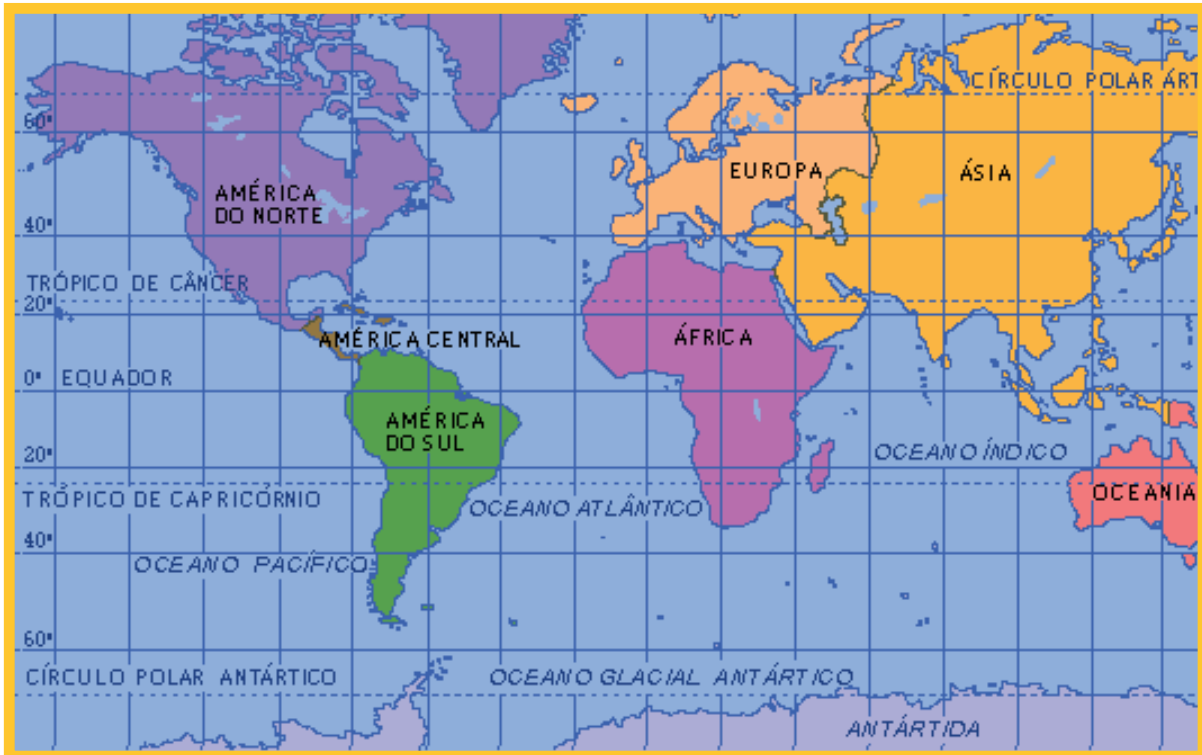 CÍRCULO POLAR ÁRT
60°
EUROPA
ÁSIA
AMÉRICA
DO NORTE
40°
TRÓPICO DE CÂNCÉR
20°
AMÉRICA CENTRAL
ÁFRICA
0° EQUADOR
AMÉRICA
DO SUL
OCEANO ÍNDICO
20°
TRÓPICO DE CAPRICÓRNIO
OCEANIA
OCEANO ATLÂNTICO
40°
OCEANO PACÍFICO
60°
CÍRCULO POLAR ANTÁRTICO
OCEANO GLACIAL ANTÁRTICO
ANTÁRTIDA